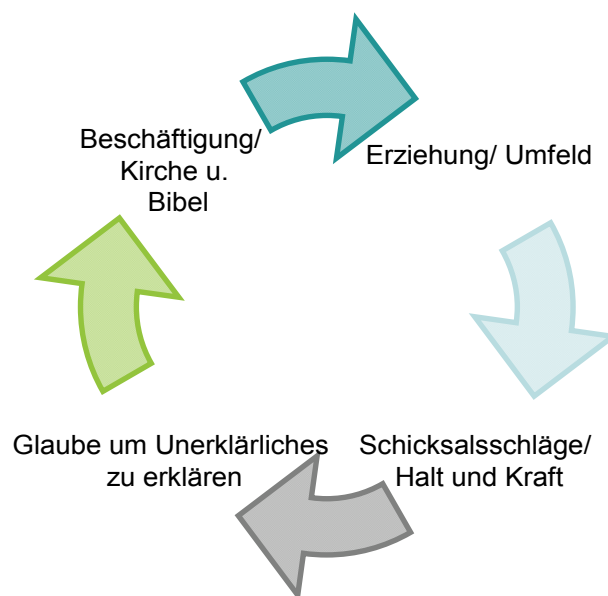 Beschäftigung/
Kirche u.
Bibel
Erziehung/ Umfeld
Schicksalsschläge/
Halt und Kraft
Glaube um Unerklärliches
zu erklären